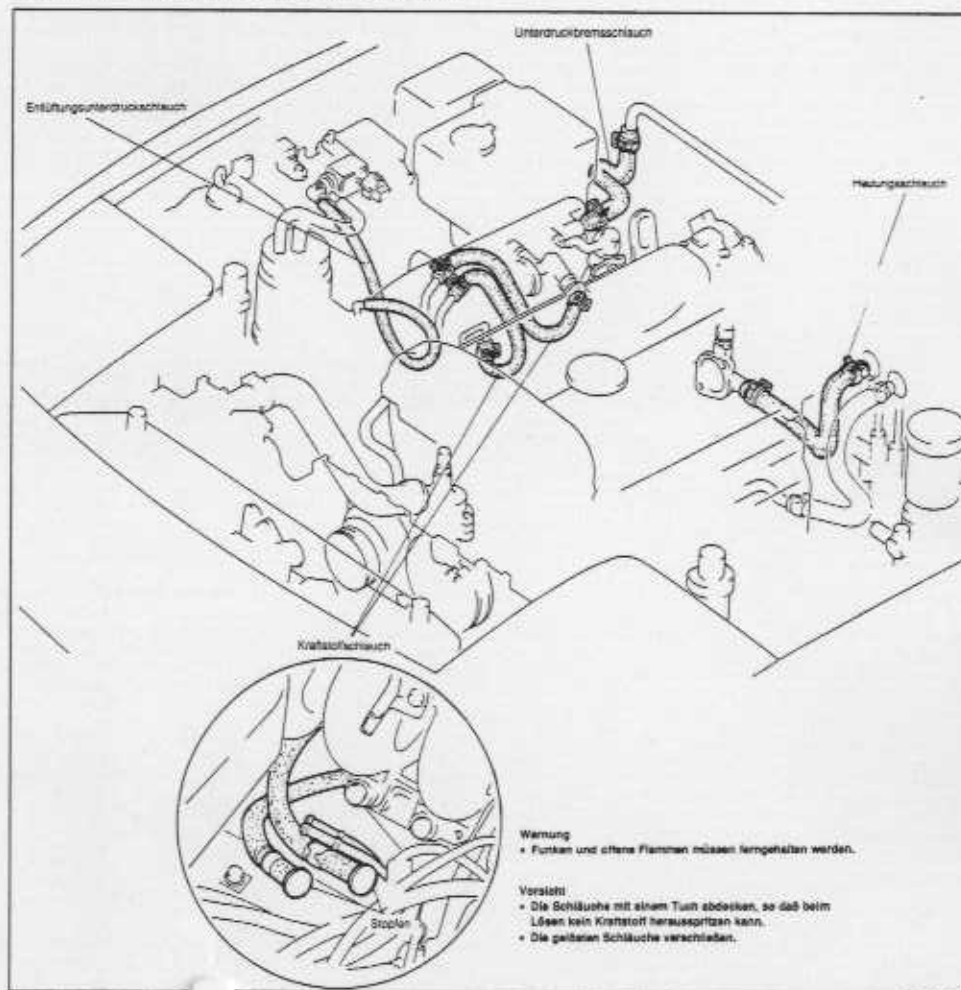 Unterdruckbremsschlauch
Entlüftungsunterdruckschlauch
Heizungsschlauch
Kraftstoffschlauch
Stopfen
Warnung
• Funken und offene Flammen müssen ferngehalten werden.
Vorsicht
• Die Schläuche mit einem Tuch abdecken, so daß beim
Lösen kein Kraftstoff herausspritzen kann.
• Die gelösten Schläuche verschließen.